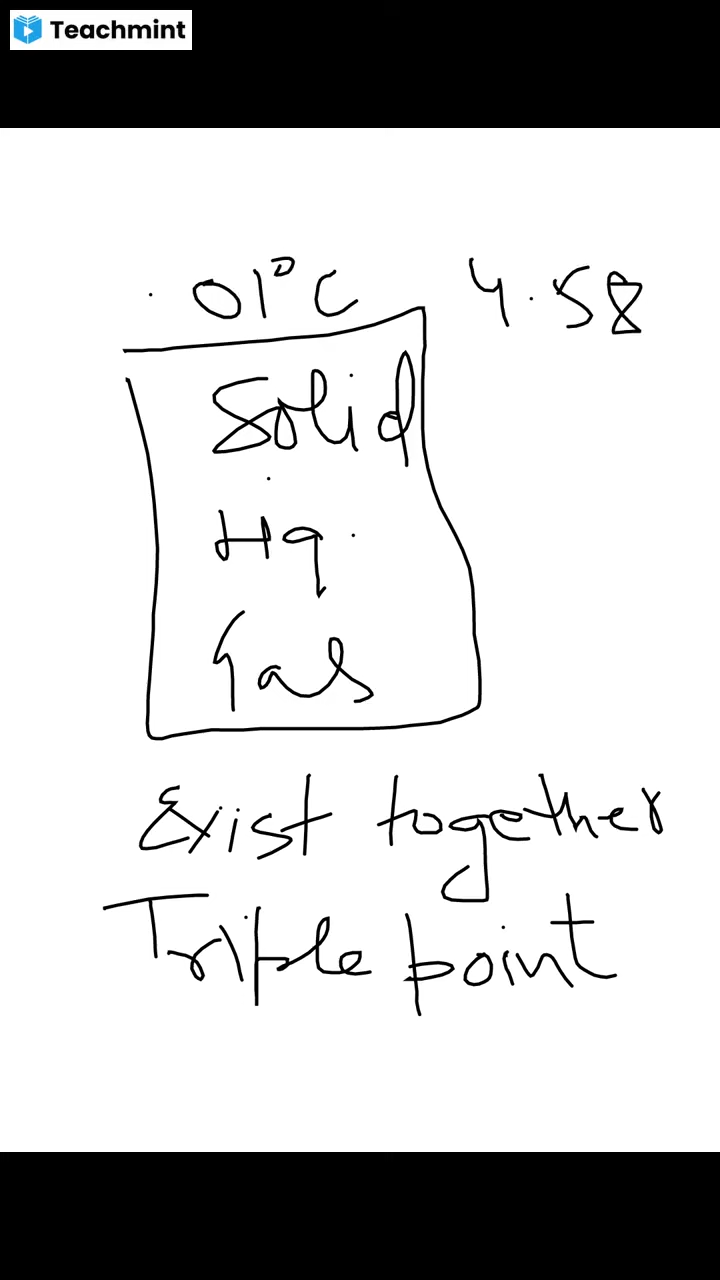 Teachmint
.01°C 4.58
Solid
liq.
Gas
Exist together
Triple point